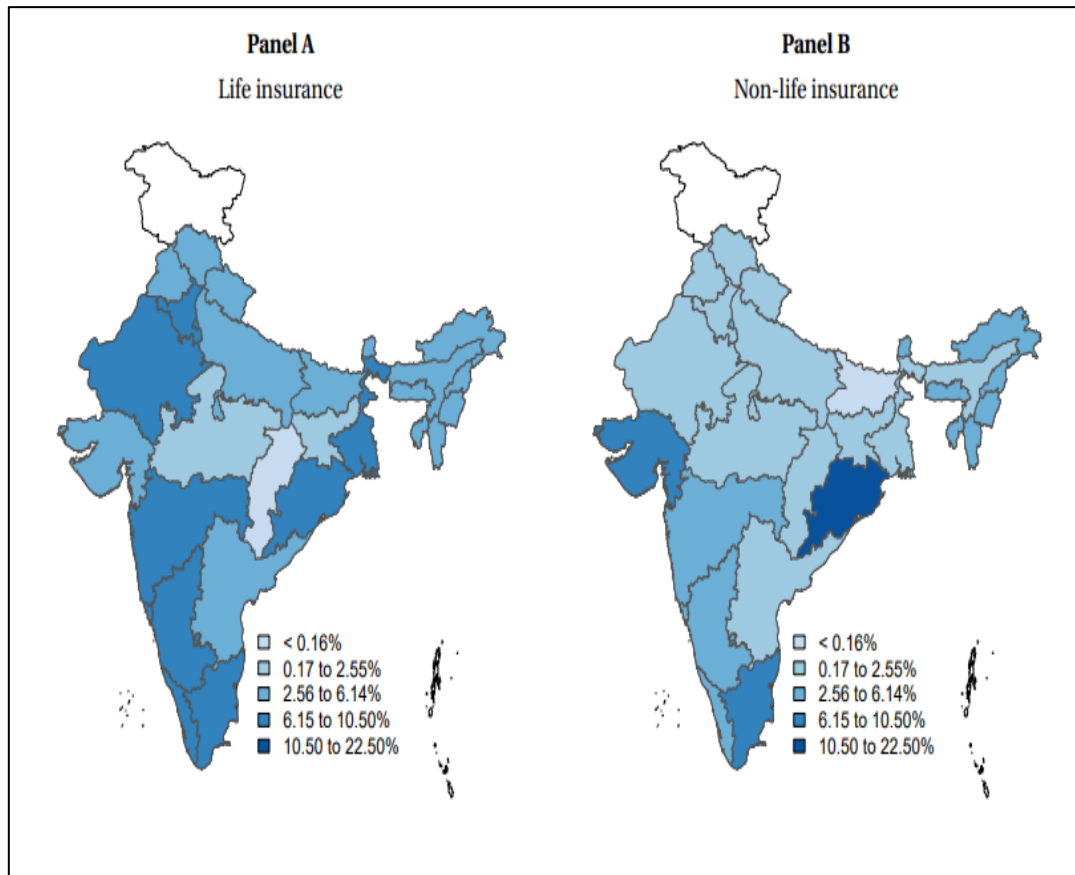 Panel A
Life insurance
< 0.16%
0.17 to 2.55%
2.56 to 6.14%
6.15 to 10.50%
10.50 to 22.50%
Panel B
Non-life insurance
< 0.16%
0.17 to 2.55%
2.56 to 6.14%
6.15 to 10.50%
10.50 to 22.50%